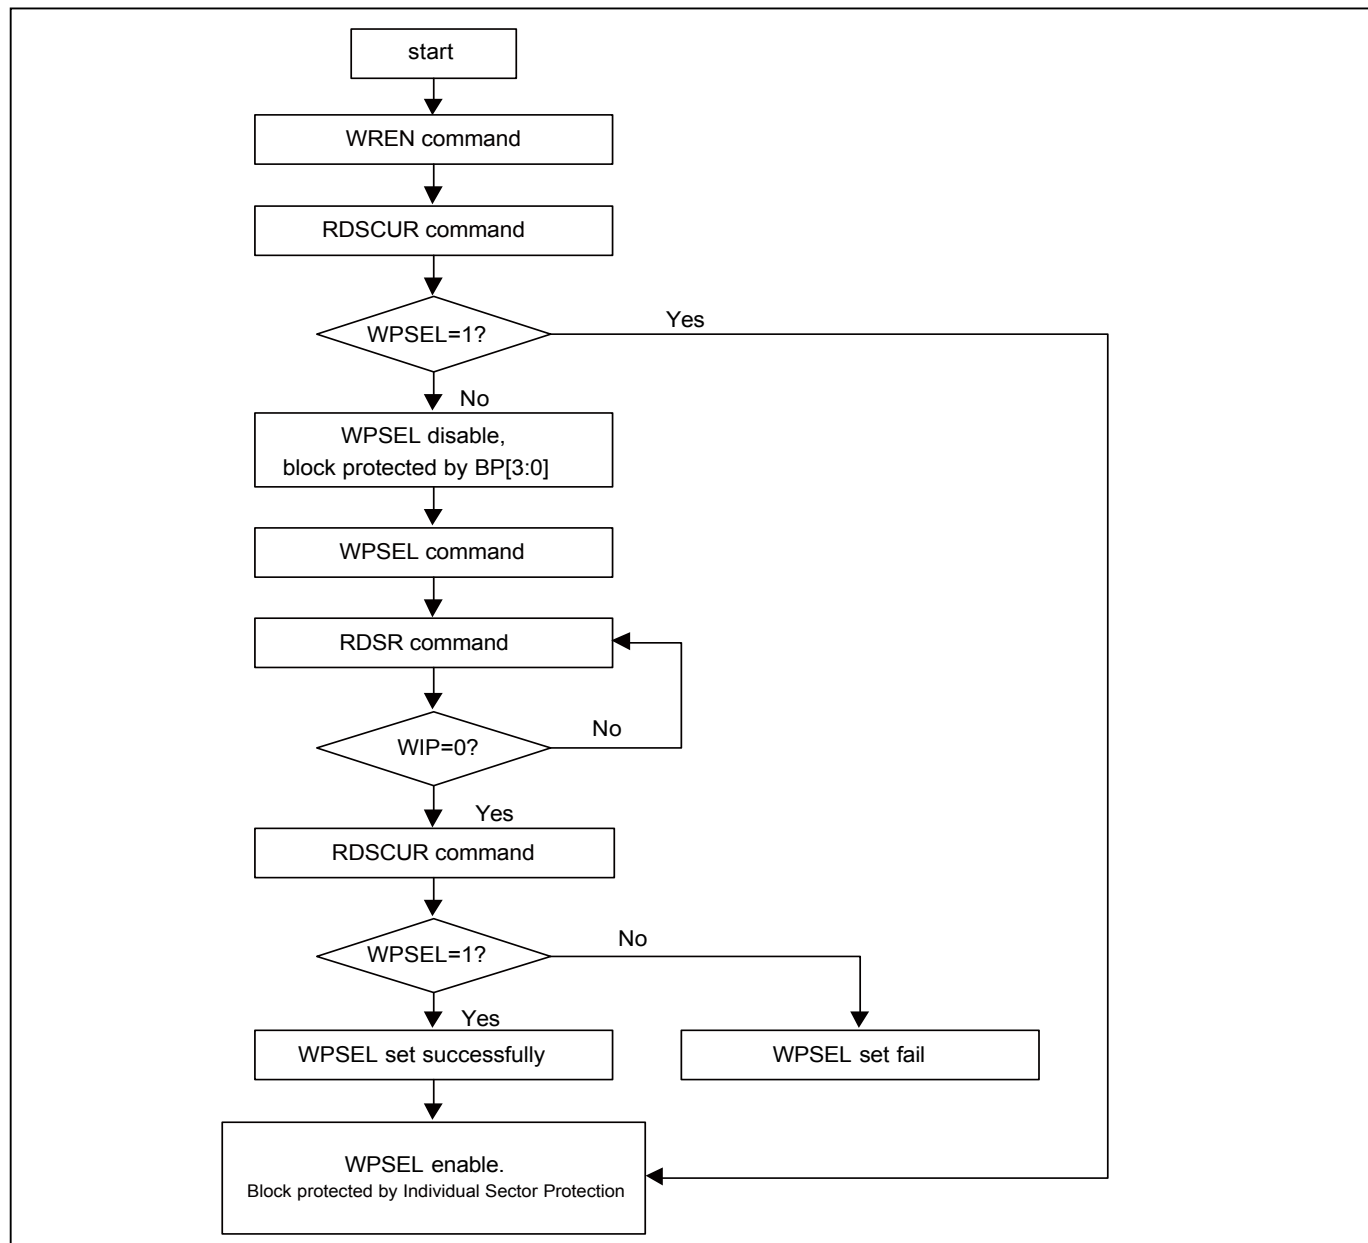 start
WREN command
RDSCUR command
WPSEL=1?
Yes
No
WPSEL disable,
block protected by BP[3:0]
WPSEL command
RDSR command
WIP=0?
No
Yes
RDSCUR command
WPSEL=1?
No
Yes
WPSEL set successfully
WPSEL set fail
WPSEL enable.
Block protected by Individual Sector Protection